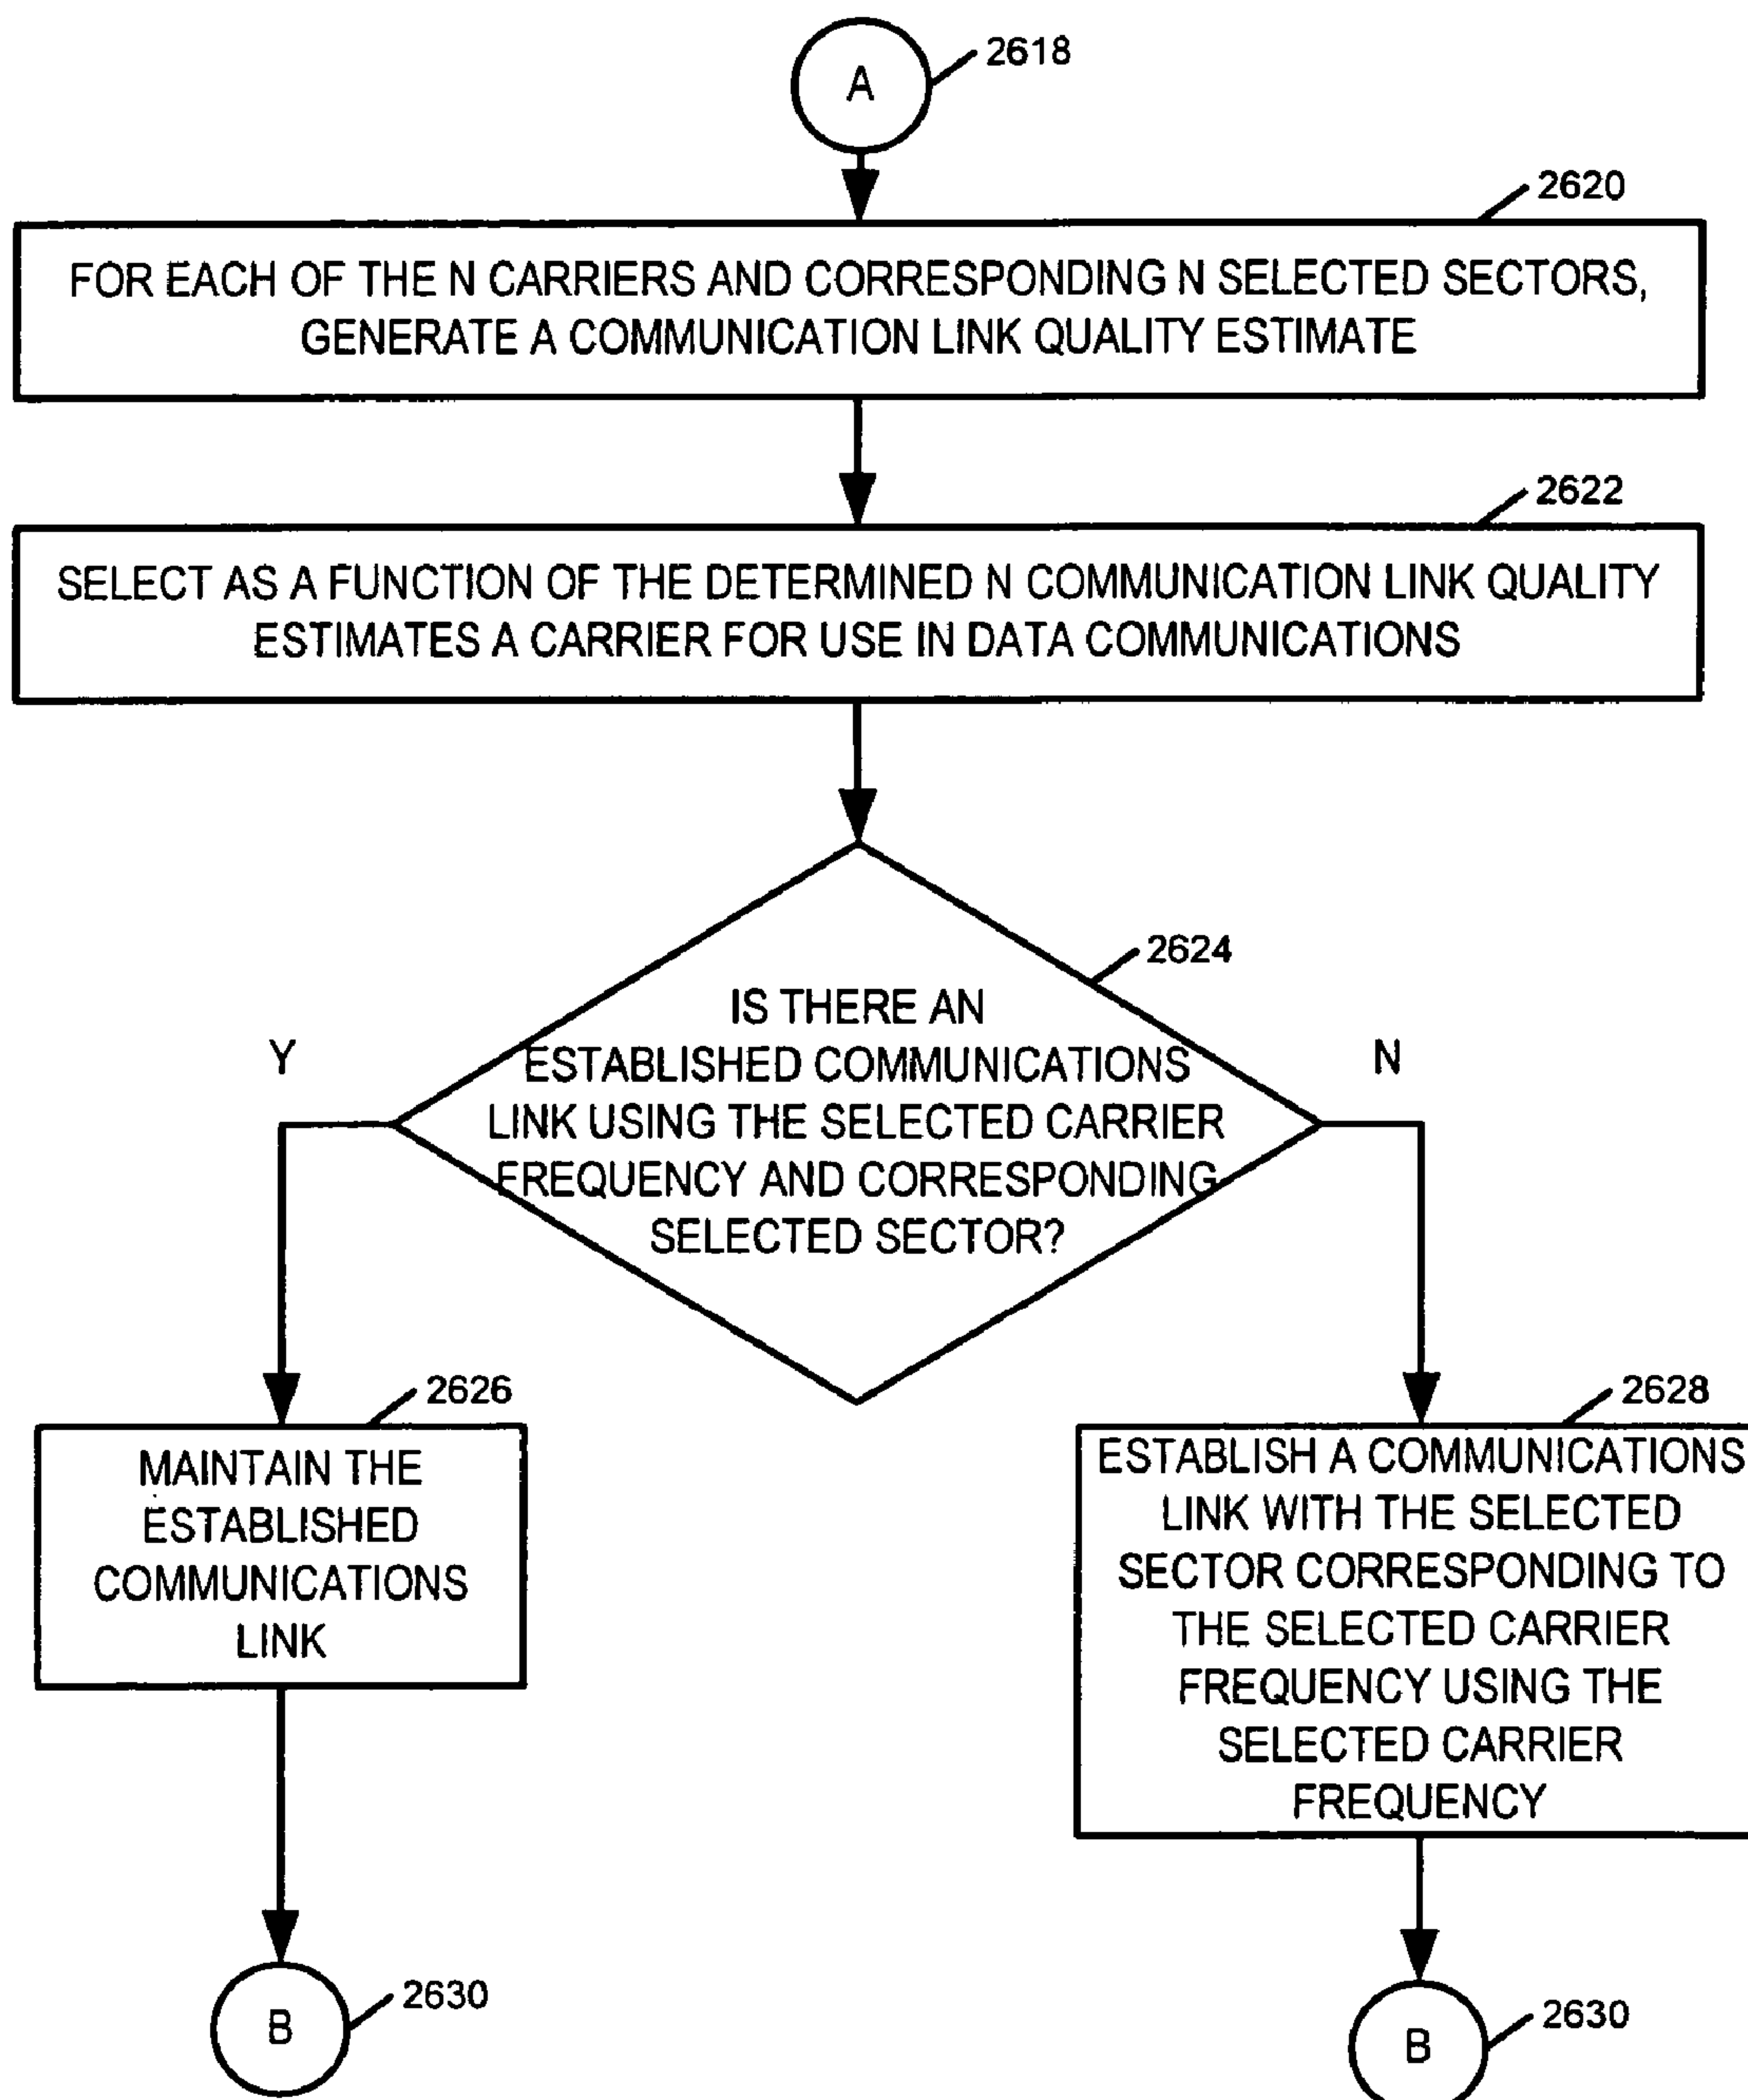 A
2618
2620
FOR EACH OF THE N CARRIERS AND CORRESPONDING N SELECTED SECTORS,
GENERATE A COMMUNICATION LINK QUALITY ESTIMATE
2622
SELECT AS A FUNCTION OF THE DETERMINED N COMMUNICATION LINK QUALITY
ESTIMATES A CARRIER FOR USE IN DATA COMMUNICATIONS
2624
IS THERE AN
ESTABLISHED COMMUNICATIONS
LINK USING THE SELECTED CARRIER
FREQUENCY AND CORRESPONDING
SELECTED SECTOR?
Y
N
2626
MAINTAIN THE
ESTABLISHED
COMMUNICATIONS
LINK
2628
ESTABLISH A COMMUNICATIONS
LINK WITH THE SELECTED
SECTOR CORRESPONDING TO
THE SELECTED CARRIER
FREQUENCY USING THE
SELECTED CARRIER
FREQUENCY
B
2630
B
2630